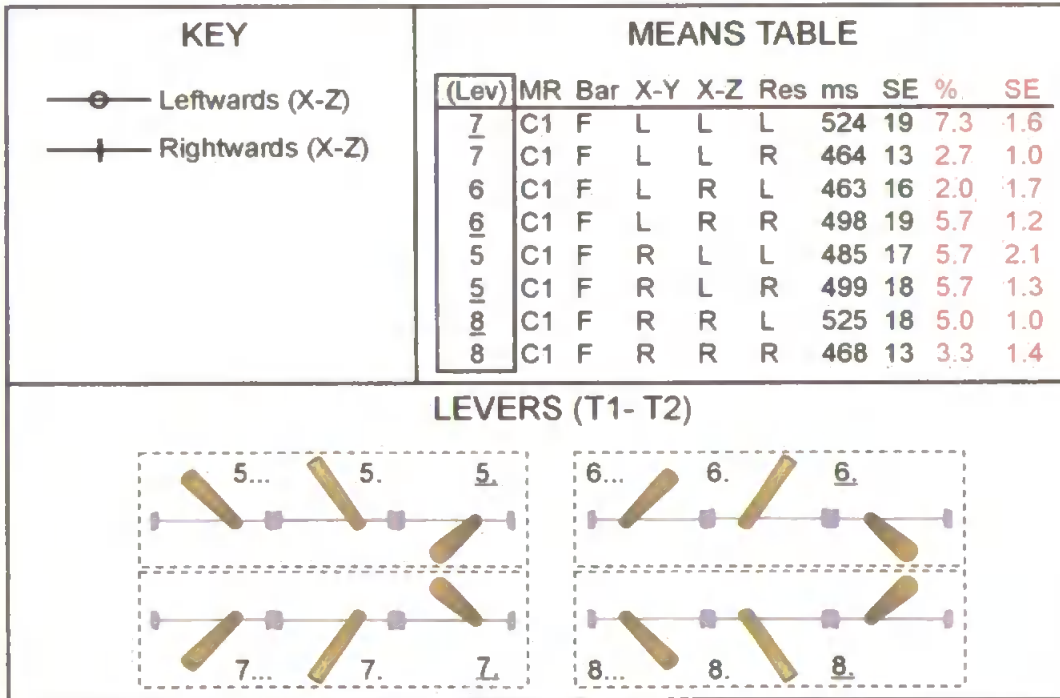 KEY
Leftwards (X-Z)
Rightwards (X-Z)
MEANS TABLE
(Lev) MR Bar X-Y X-Z Res ms SE % SE
7 C1 F L L L 524 19 7.3 1.6
7 C1 F L L R 464 13 2.7 1.0
6 C1 F L R L 463 16 2.0 1.7
6 C1 F L R R 498 19 5.7 1.2
5 C1 F R L L 485 17 5.7 2.1
5 C1 F R L R 499 18 5.7 1.3
8 C1 F R R L 525 18 5.0 1.0
8 C1 F R R R 468 13 3.3 1.4
LEVERS (T1- T2)
5... 5. 5.
6... 6. 6.
7... 7. 7.
8... 8. 8.